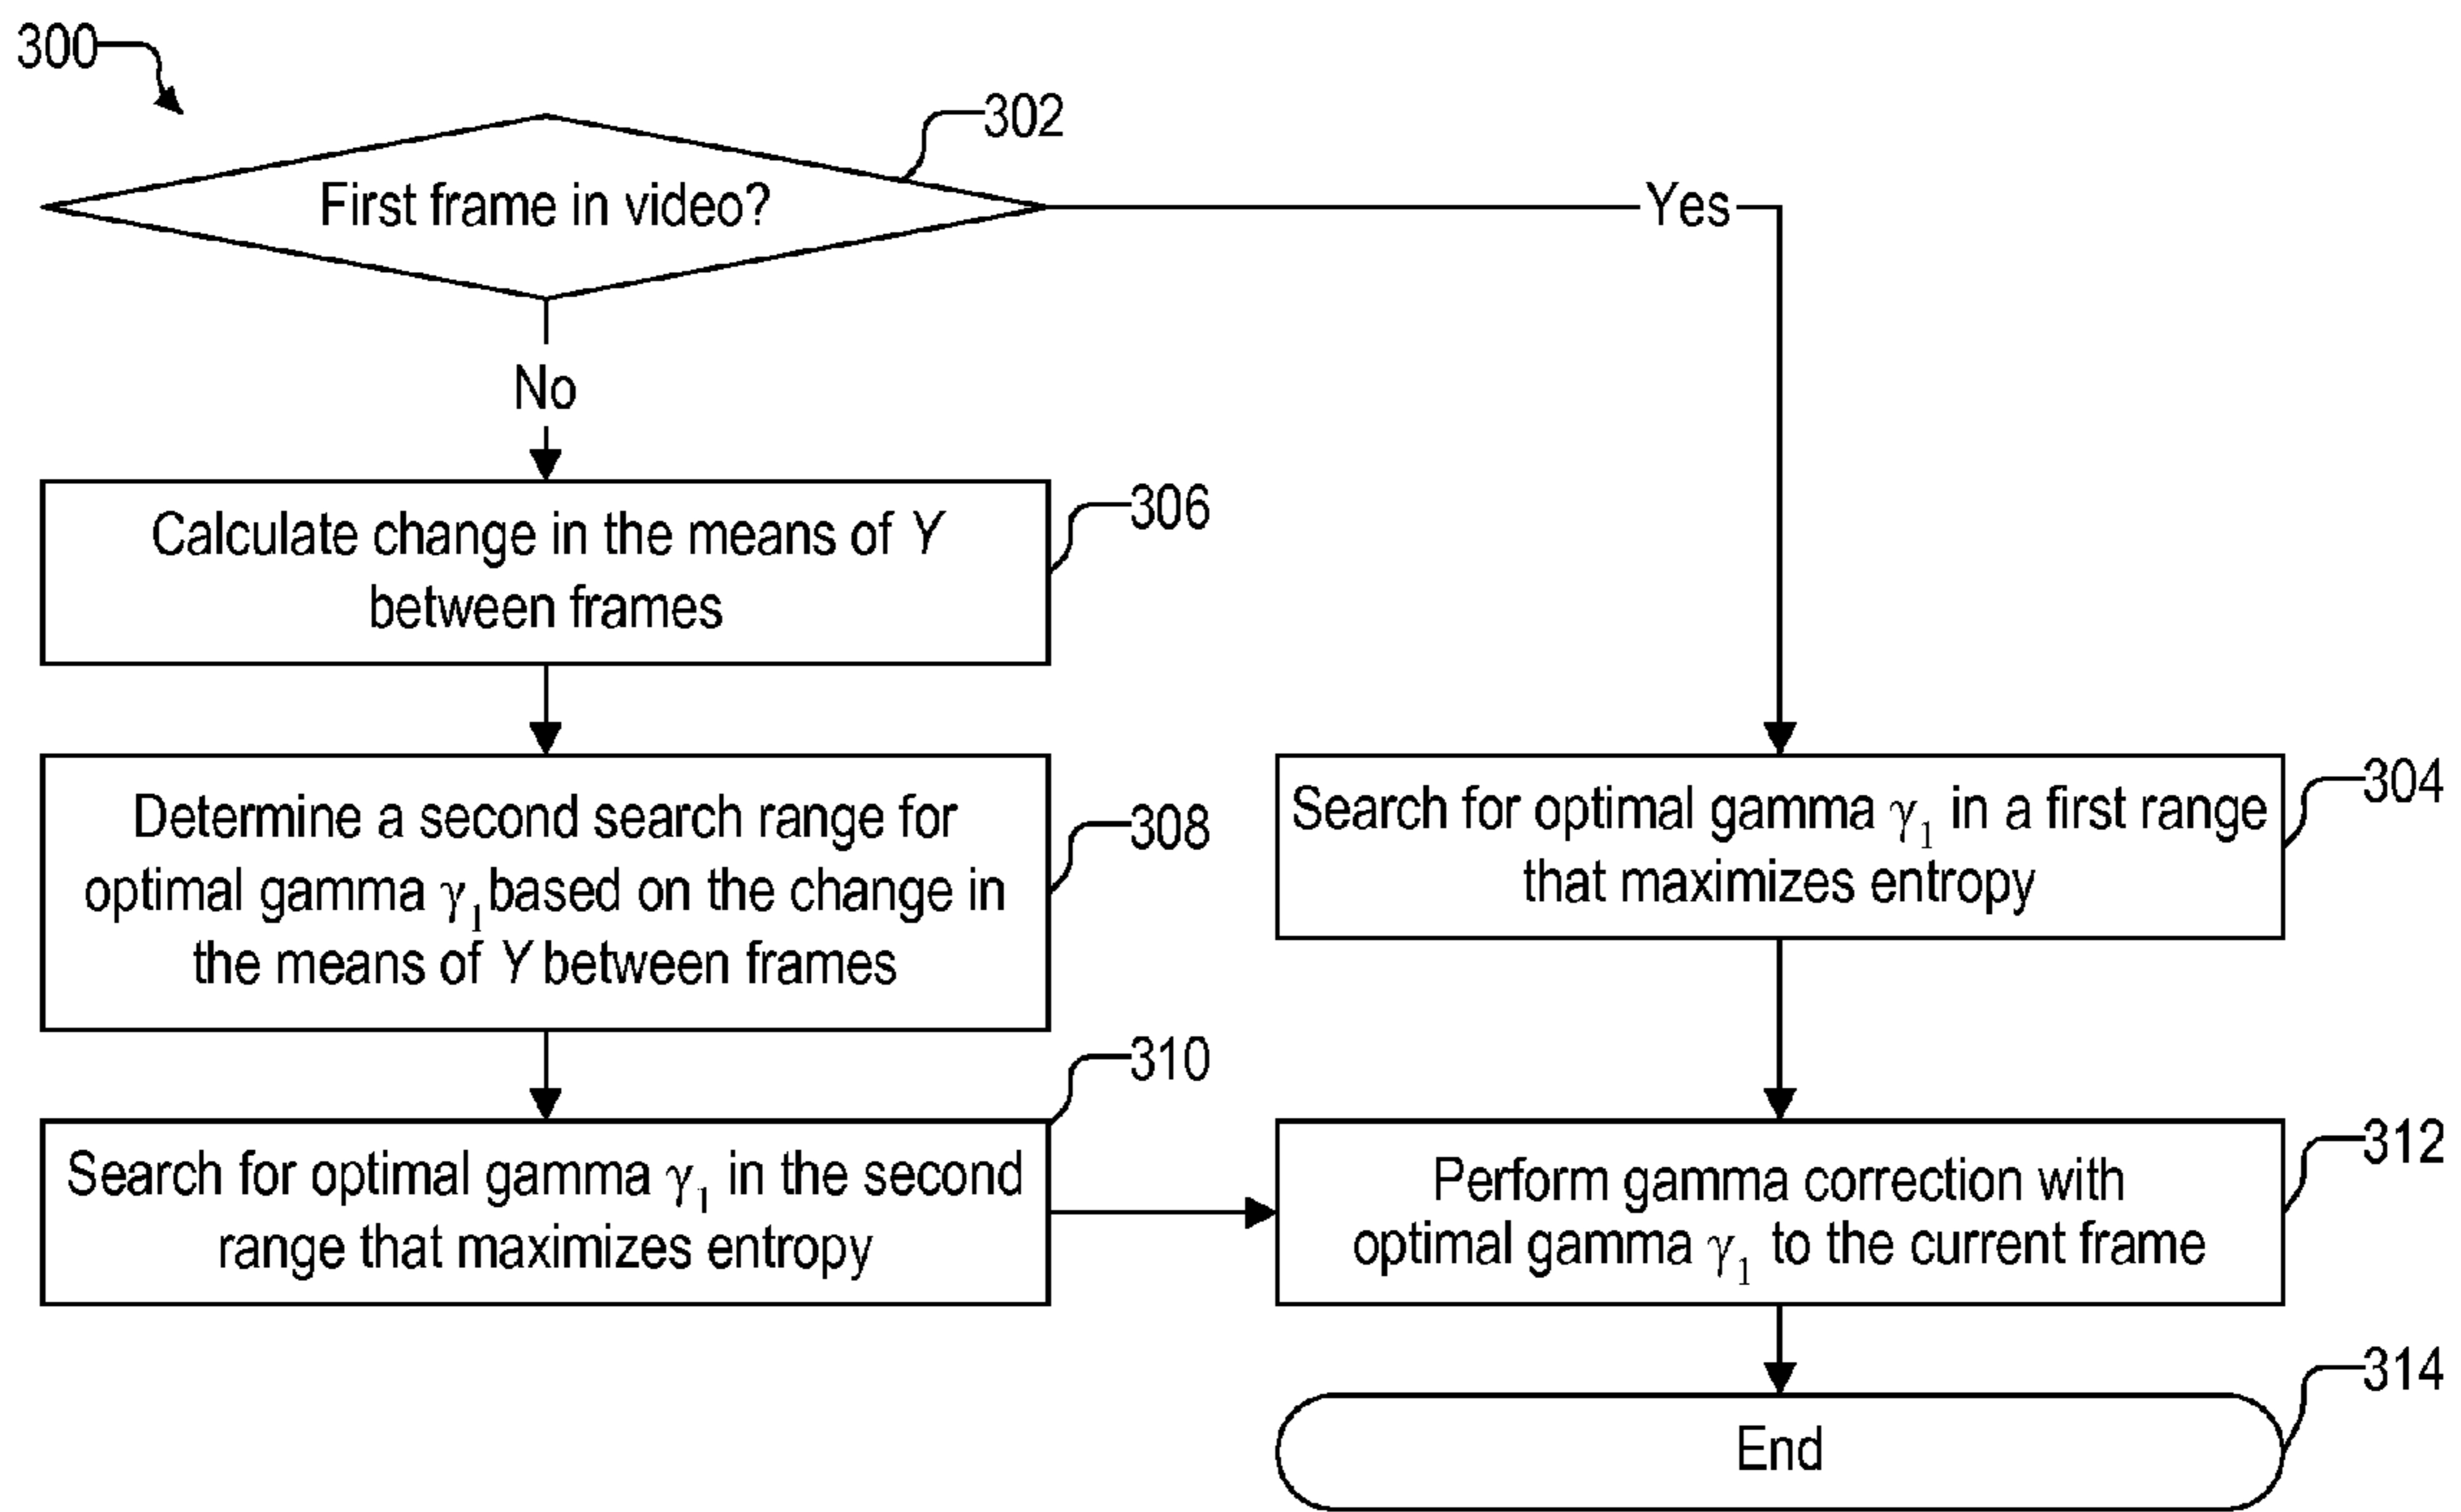 300
302
First frame in video?
Yes
No
306
Calculate change in the means of Y
between frames
304
308
Determine a second search range for
optimal gamma γ₁ based on the change in
the means of Y between frames
Search for optimal gamma γ₁ in a first range
that maximizes entropy
310
312
Search for optimal gamma γ₁ in the second
range that maximizes entropy
Perform gamma correction with
optimal gamma γ₁ to the current frame
314
End